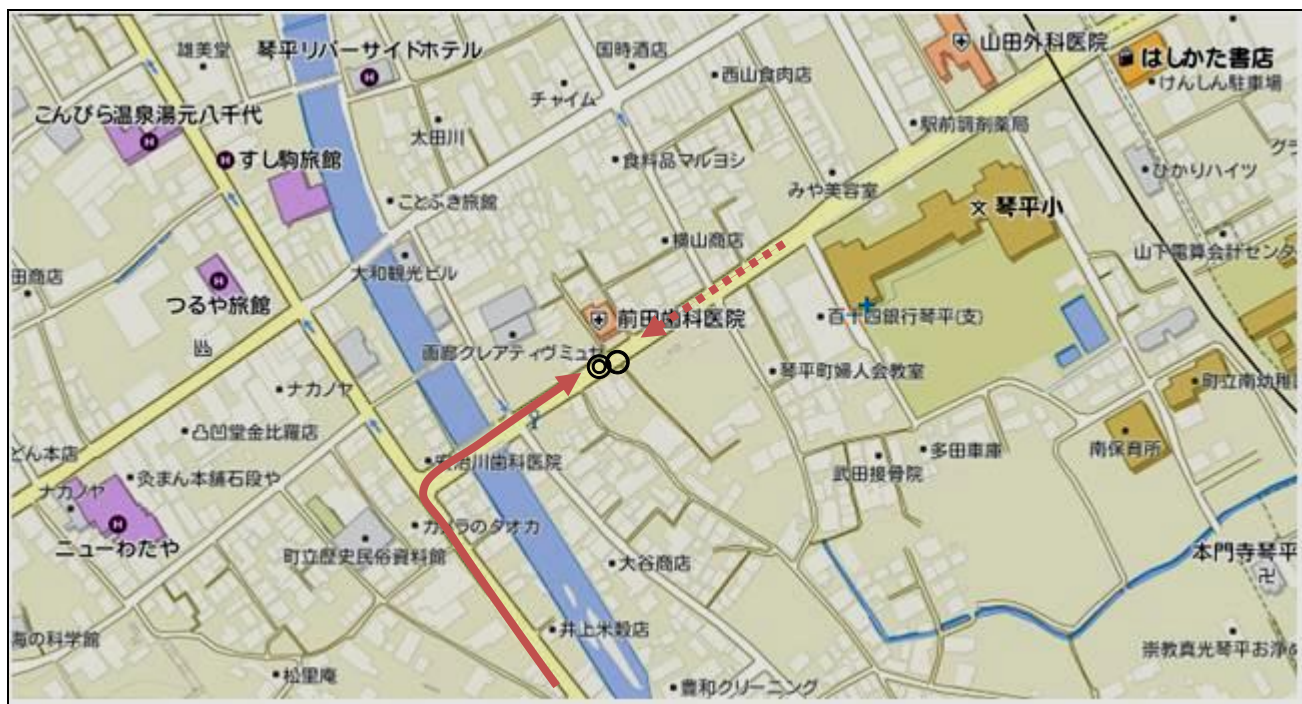 雄美堂
琴平リバーサイドホテル
国時酒店
山田外科医院
はしかた書店
けんしん駐車場
西山食肉店
チャイム
こんぴら温泉湯元八千代
太田川
駅前調剤薬局
すし駒旅館
食料品マルヨシ
ひかりハイツ
みや美容室
ことぶき旅館
琴平小
横山商店
山下電算会計センタ
田商店
大和観光ビル
つるや旅館
前田歯科医院
百十四銀行琴平(支)
画廊クレアティヴミュゼ
琴平町婦人会教室
町立南幼稚
ナカノヤ
凸凹堂金比羅店
どん本店
安治川歯科医院
多田車庫
南保育所
武田接骨院
灸まん本舗石段や
ナカノヤ
カメラのタオカ
ニューわたや
町立歴史民俗資料館
大谷商店
本門寺琴平
井上米穀店
海の科学館
崇教真光琴平お浄め
松里庵
豊和クリーニング